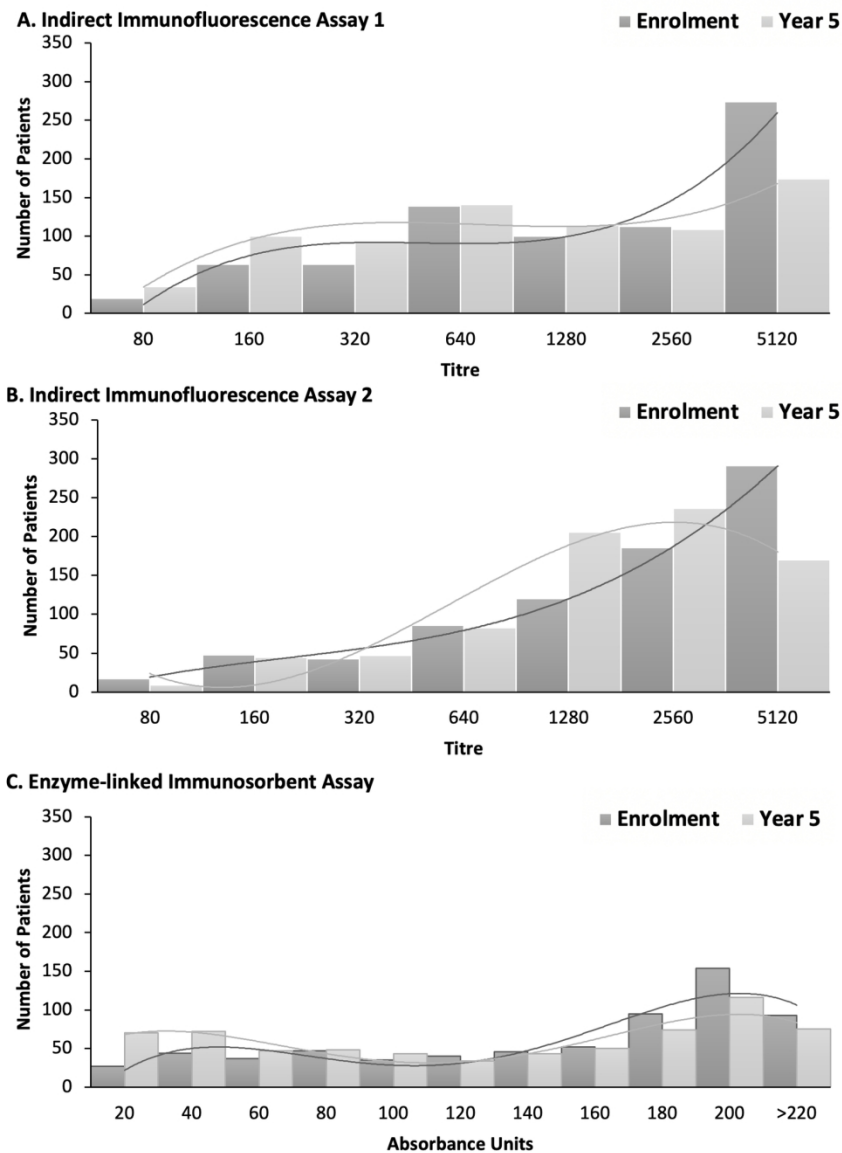 A. Indirect Immunofluorescence Assay 1
Enrolment Year 5
350
300
250
200
150
100
50
0
Number of Patients
80 160 320 640 1280 2560 5120
Titre
B. Indirect Immunofluorescence Assay 2
Enrolment Year 5
350
300
250
200
150
100
50
0
Number of Patients
80 160 320 640 1280 2560 5120
Titre
C. Enzyme-linked Immunosorbent Assay
Enrolment Year 5
350
300
250
200
150
100
50
0
Number of Patients
20 40 60 80 100 120 140 160 180 200 >220
Absorbance Units